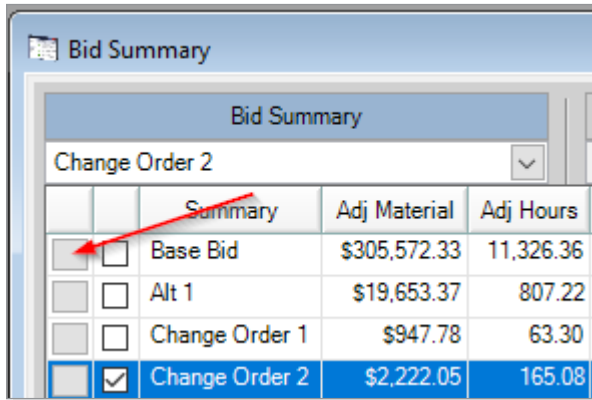 Bid Summary
Bid Summary
Change Order 2
Summary Adj Material Adj Hours
Base Bid $305,572.33 11,326.36
Alt 1 $19,653.37 807.22
Change Order 1 $947.78 63.30
Change Order 2 $2,222.05 165.08